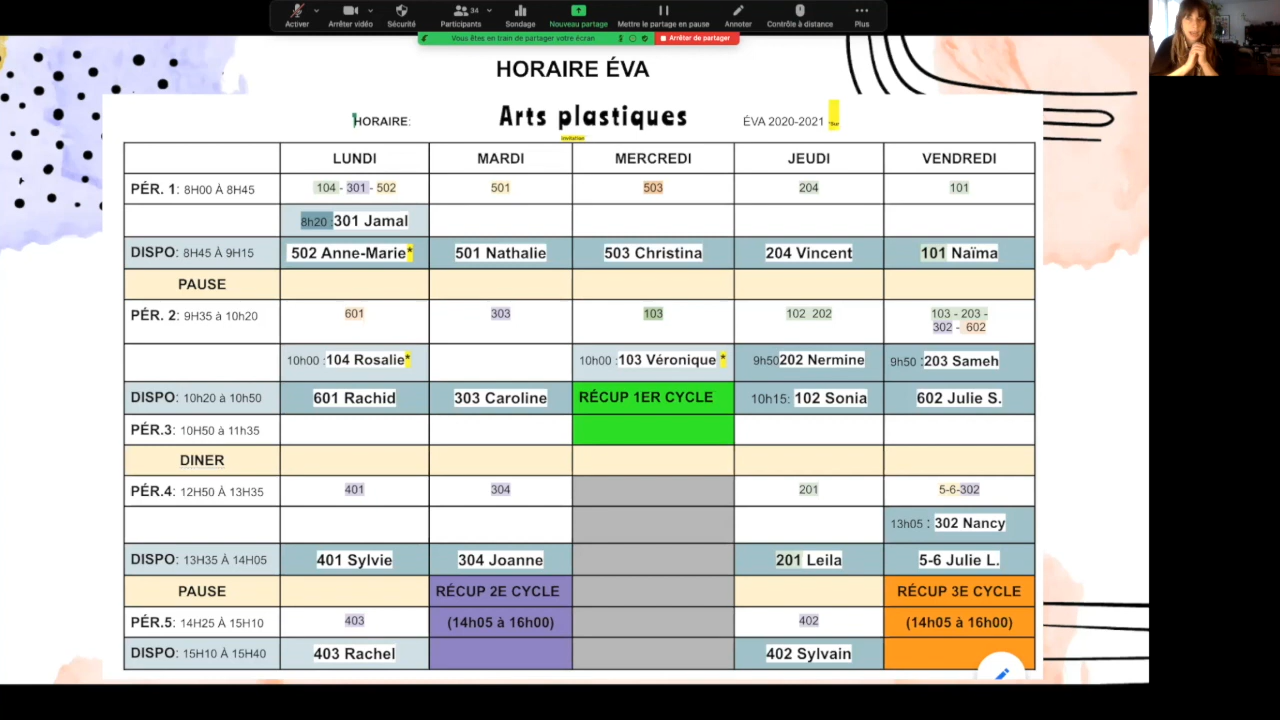 Activer
Arrêter vidéo
Sécurité
34
Participants
Sondage
Nouveau partage
Mettre le partage en pause
Annoter
Contrôle à distance
Plus
Vous êtes en train de partager votre écran
Arrêter de partager
HORAIRE ÉVA
HORAIRE:
Arts plastiques
ÉVA 2020-2021
*Sur
invitation
LUNDI MARDI MERCREDI JEUDI VENDREDI
PÉR. 1: 8H00 À 8H45 104 - 301 - 502 501 503 204 101
8h20 :301 Jamal
DISPO: 8H45 À 9H15 502 Anne-Marie* 501 Nathalie 503 Christina 204 Vincent 101 Naïma
PAUSE
PÉR. 2: 9H35 à 10h20 601 303 103 102 202 103 - 203 -
302 - 602
10h00 :104 Rosalie* 10h00 :103 Véronique * 9h50202 Nermine 9h50 :203 Sameh
DISPO: 10h20 à 10h50 601 Rachid 303 Caroline RÉCUP 1ER CYCLE 10h15: 102 Sonia 602 Julie S.
PÉR.3: 10H50 à 11h35
DINER
PÉR.4: 12H50 À 13H35 401 304 201 5-6-302
13h05 : 302 Nancy
DISPO: 13H35 À 14H05 401 Sylvie 304 Joanne 201 Leila 5-6 Julie L.
PAUSE RÉCUP 2E CYCLE RÉCUP 3E CYCLE
PÉR.5: 14H25 À 15H10 403 (14h05 à 16h00) 402 (14h05 à 16h00)
DISPO: 15H10 À 15H40 403 Rachel 402 Sylvain